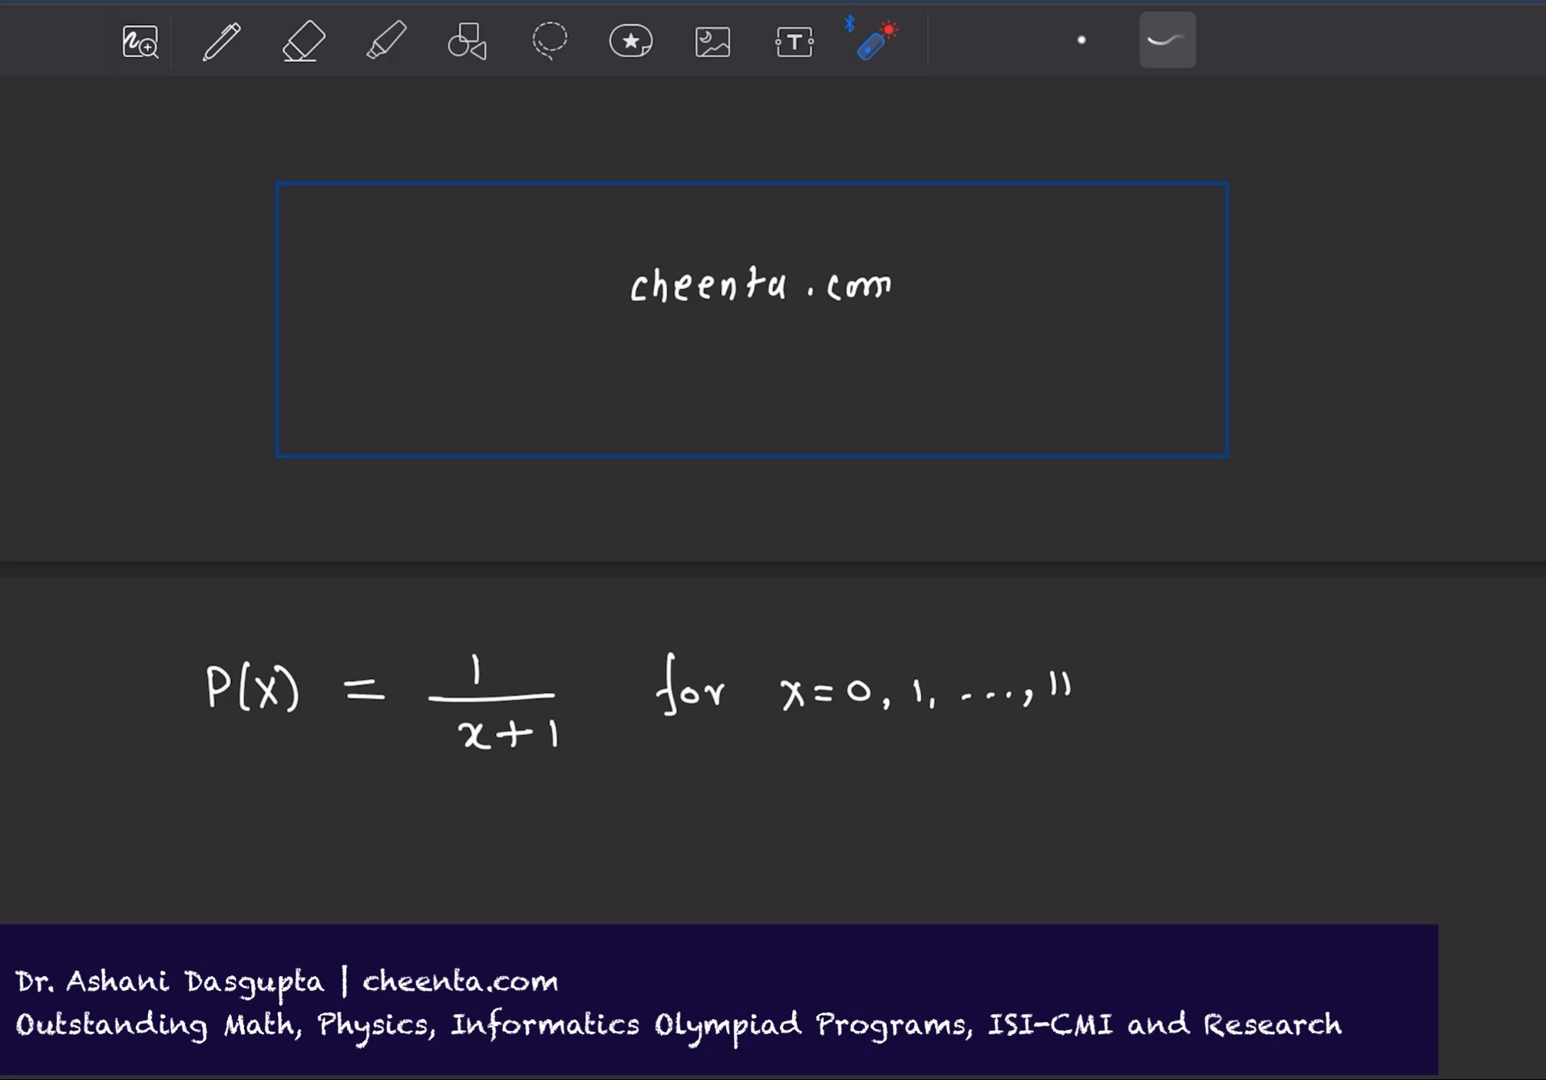 T
cheenta.com
P(x) = 1/(x+1) for x=0, 1, ..., 11
Dr. Ashani Dasgupta | cheenta.com
Outstanding Math, Physics, Informatics Olympiad Programs, ISI-CMI and Research